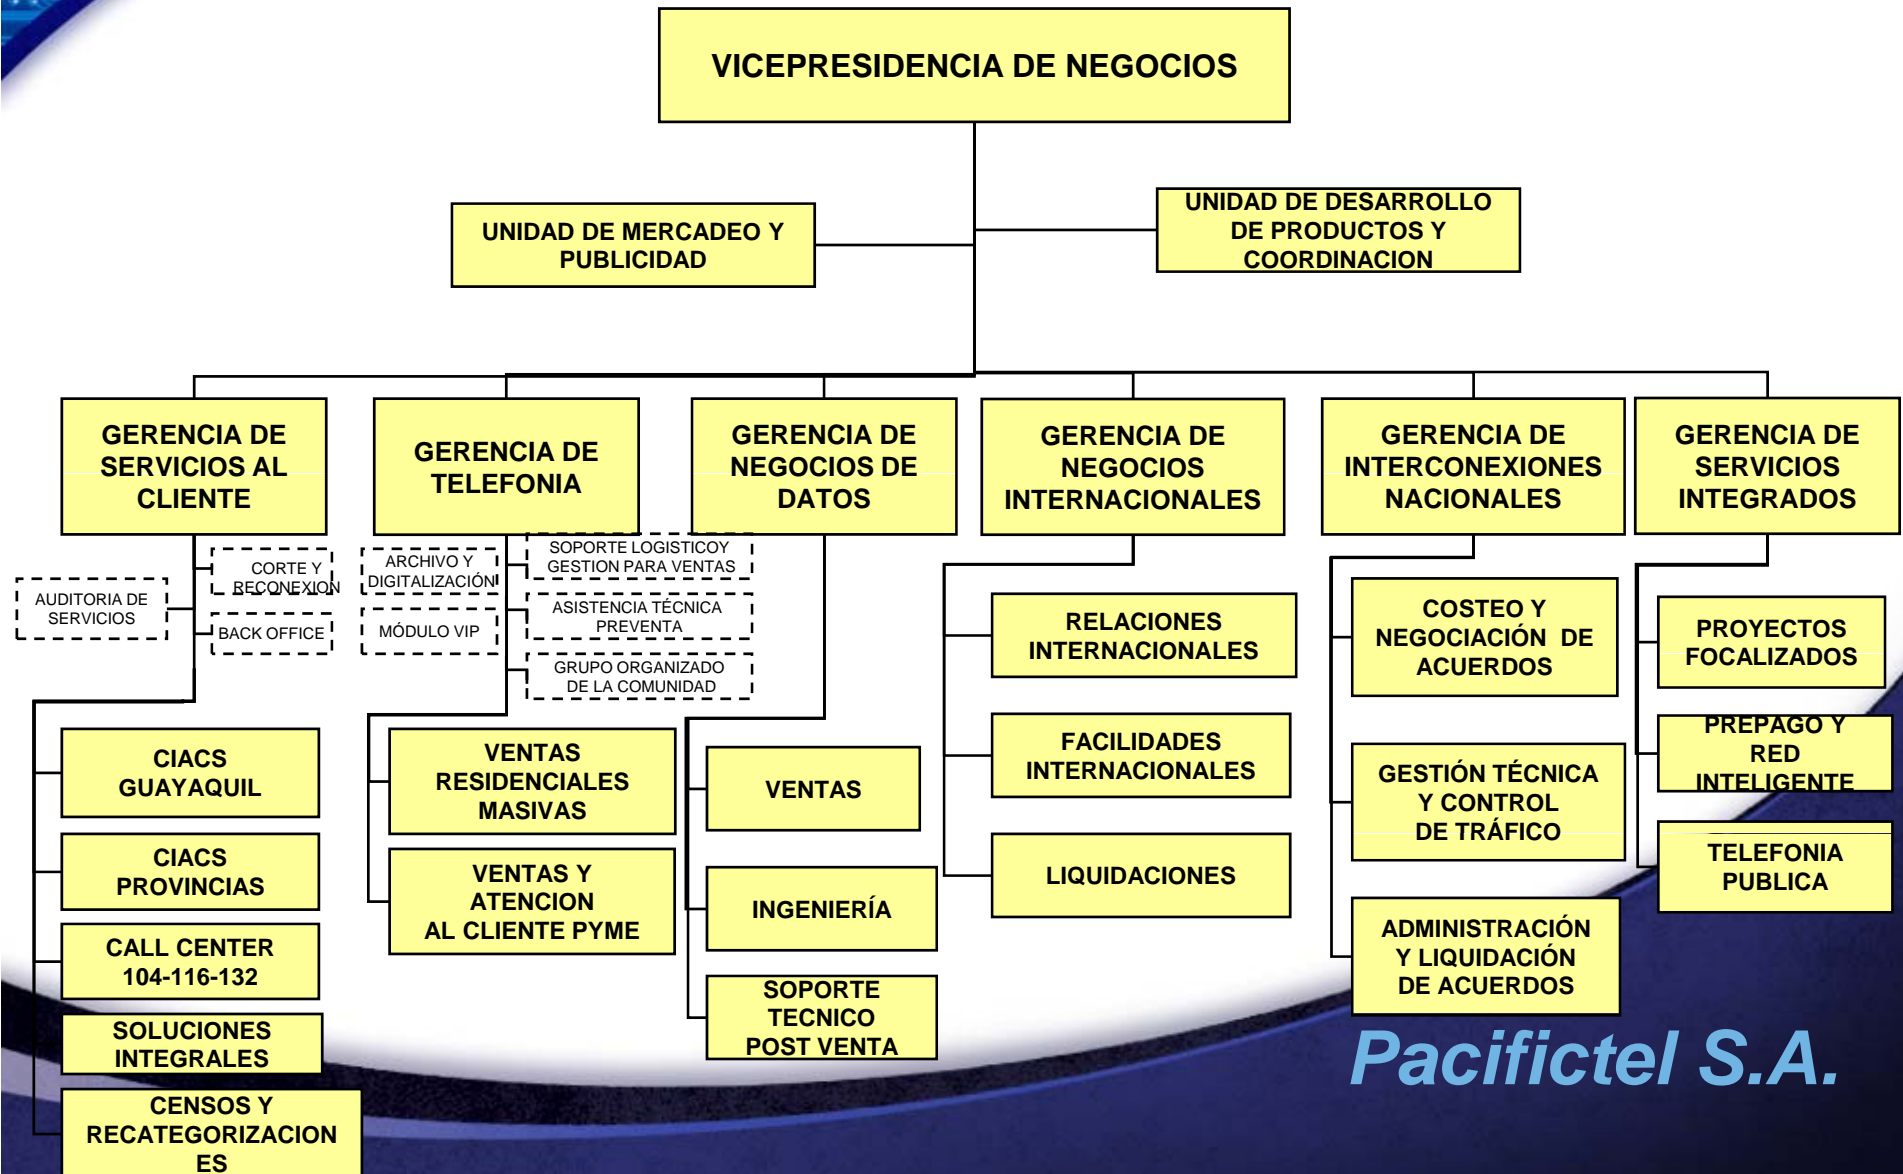 VICEPRESIDENCIA DE NEGOCIOS
UNIDAD DE MERCADEO Y
PUBLICIDAD
UNIDAD DE DESARROLLO
DE PRODUCTOS Y
COORDINACION
GERENCIA DE
SERVICIOS AL
CLIENTE
GERENCIA DE
TELEFONIA
GERENCIA DE
NEGOCIOS DE
DATOS
GERENCIA DE
NEGOCIOS
INTERNACIONALES
GERENCIA DE
INTERCONEXIONES
NACIONALES
GERENCIA DE
SERVICIOS
INTEGRADOS
AUDITORIA DE
SERVICIOS
CORTE Y
RECONEXION
BACK OFFICE
CIACS
GUAYAQUIL
CIACS
PROVINCIAS
CALL CENTER
104-116-132
SOLUCIONES
INTEGRALES
CENSOS Y
RECATEGORIZACION
ES
ARCHIVO Y
DIGITALIZACIÓN
MÓDULO VIP
SOPORTE LOGISTICOY
GESTION PARA VENTAS
ASISTENCIA TÉCNICA
PREVENTA
GRUPO ORGANIZADO
DE LA COMUNIDAD
VENTAS
RESIDENCIALES
MASIVAS
VENTAS Y
ATENCION
AL CLIENTE PYME
VENTAS
INGENIERÍA
SOPORTE
TECNICO
POST VENTA
RELACIONES
INTERNACIONALES
FACILIDADES
INTERNACIONALES
LIQUIDACIONES
COSTEO Y
NEGOCIACIÓN DE
ACUERDOS
GESTIÓN TÉCNICA
Y CONTROL
DE TRÁFICO
ADMINISTRACIÓN
Y LIQUIDACIÓN
DE ACUERDOS
PROYECTOS
FOCALIZADOS
PREPAGO Y
RED
INTELIGENTE
TELEFONIA
PUBLICA
Pacifictel S.A.